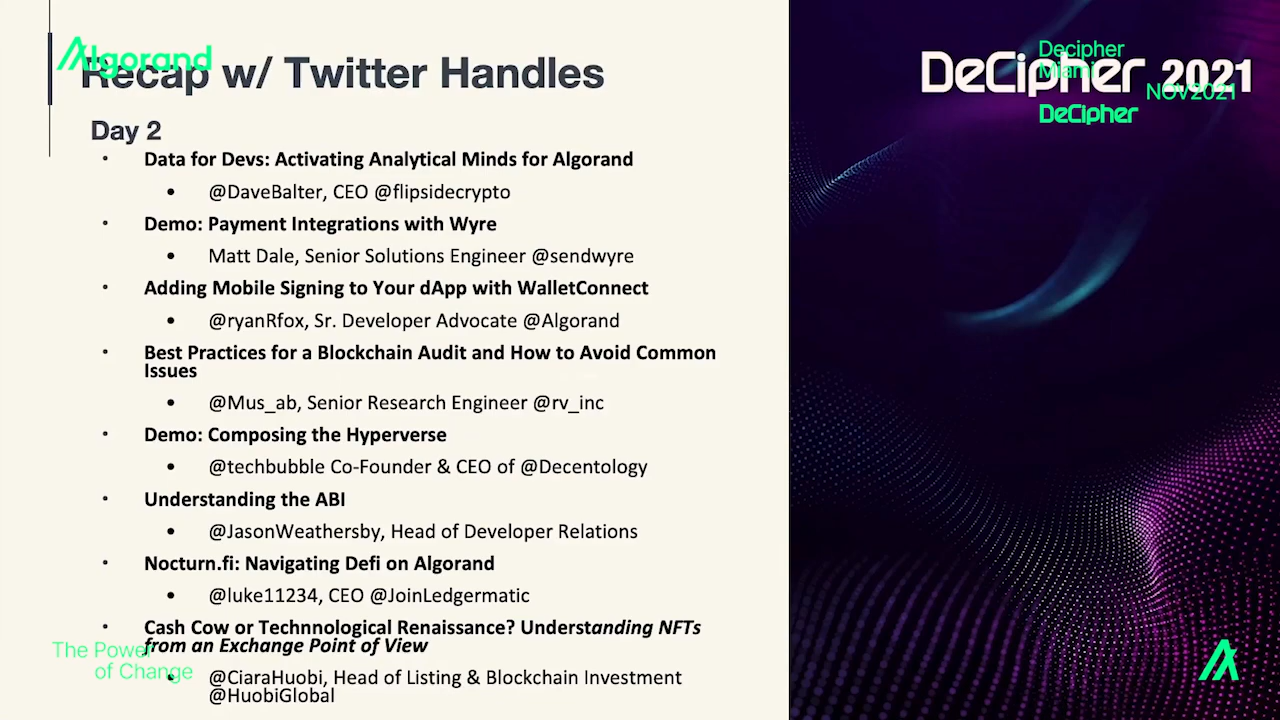 Algorand
Recap w/ Twitter Handles
Day 2
• Data for Devs: Activating Analytical Minds for Algorand
• @DaveBalter, CEO @flipsidecrypto
• Demo: Payment Integrations with Wyre
• Matt Dale, Senior Solutions Engineer @sendwyre
• Adding Mobile Signing to Your dApp with WalletConnect
• @ryanRfox, Sr. Developer Advocate @Algorand
• Best Practices for a Blockchain Audit and How to Avoid Common
Issues
• @Mus_ab, Senior Research Engineer @rv_inc
• Demo: Composing the Hyperverse
• @techbubble Co-Founder & CEO of @Decentology
• Understanding the ABI
• @JasonWeathersby, Head of Developer Relations
• Nocturn.fi: Navigating Defi on Algorand
• @luke11234, CEO @JoinLedgermatic
• Cash Cow or Technnological Renaissance? Understanding NFTs
from an Exchange Point of View
• @CiaraHuobi, Head of Listing & Blockchain Investment
@HuobiGlobal
The Power
of Change
DeCipher 2021
Decipher
Miami
NOV2021
DeCipher